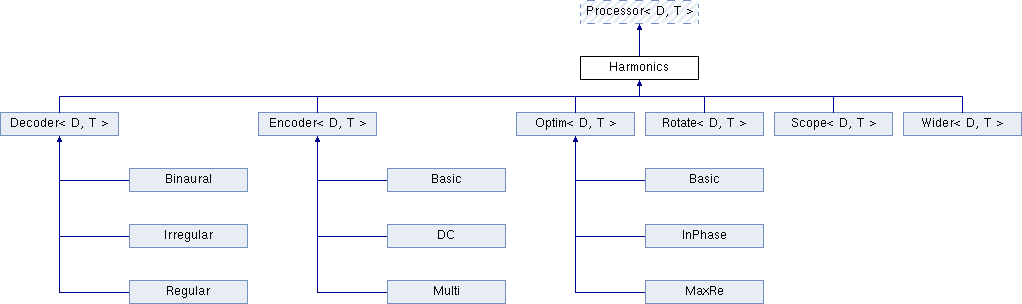 Processor< D, T >
Harmonics
Decoder< D, T >
Encoder< D, T >
Optim< D, T >
Rotate< D, T >
Scope< D, T >
Wider< D, T >
Binaural
Basic
Basic
Irregular
DC
InPhase
Regular
Multi
MaxRe